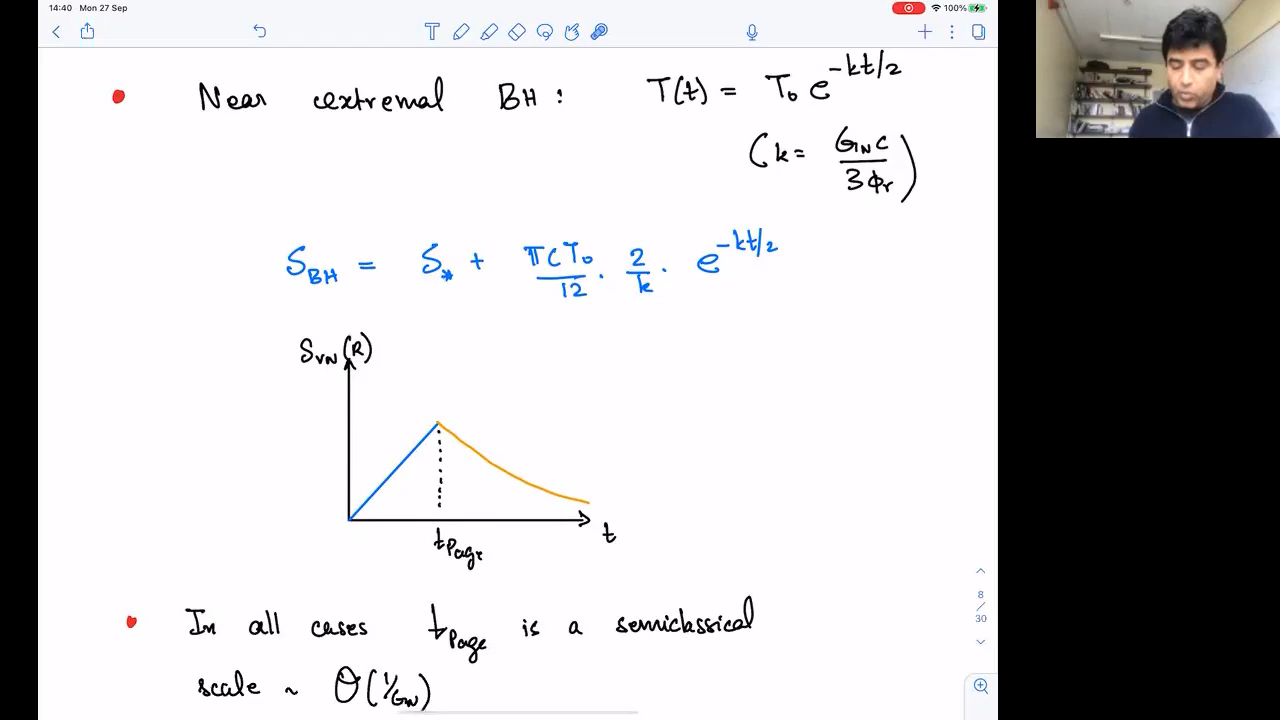 14:40 Mon 27 Sep
100%
• Near extremal BH : T(t) = T₀ e^{-kt/2}
(k = G_N c / 3ϕ_r)
S_BH = S_* + πcT₀/12 · 2/k · e^{-kt/2}
S_VN(R)
t
t_Page
• In all cases t_Page is a semiclassical
scale ~ O(1/G_N)
8
/
30